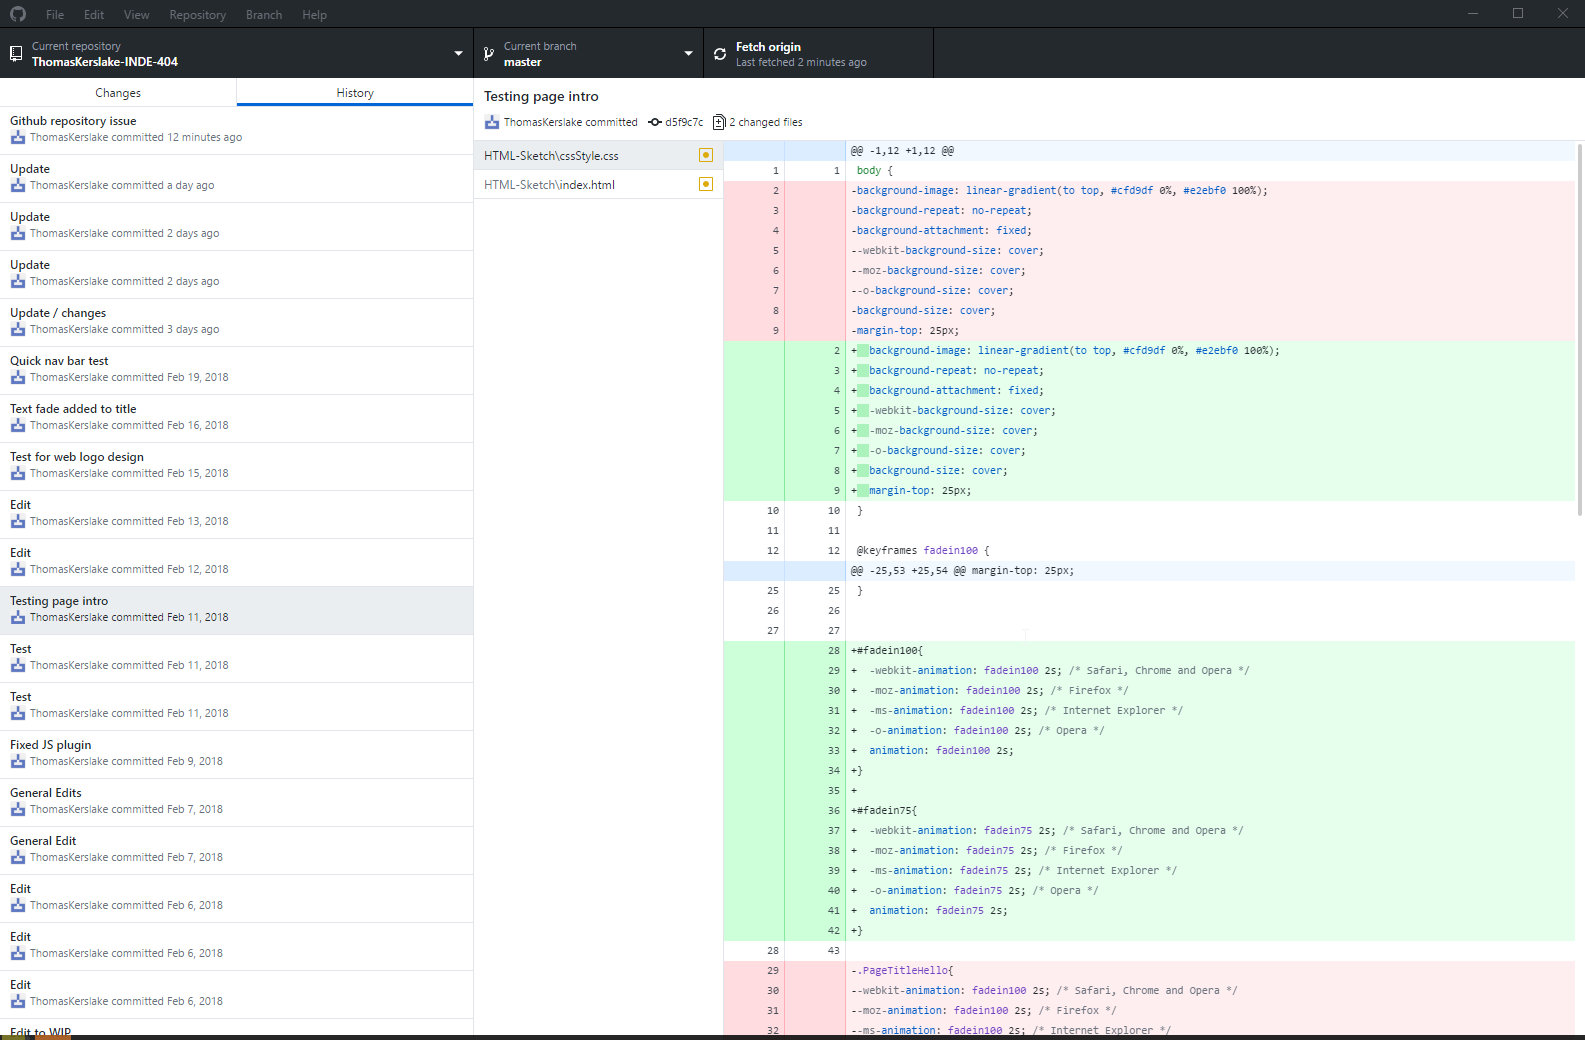 File Edit View Repository Branch Help
Current repository
ThomasKerslake-INDE-404
Current branch
master
Fetch origin
Last fetched 2 minutes ago
Changes
History
Github repository issue
ThomasKerslake committed 12 minutes ago
Update
ThomasKerslake committed a day ago
Update
ThomasKerslake committed 2 days ago
Update
ThomasKerslake committed 2 days ago
Update / changes
ThomasKerslake committed 3 days ago
Quick nav bar test
ThomasKerslake committed Feb 19, 2018
Text fade added to title
ThomasKerslake committed Feb 16, 2018
Test for web logo design
ThomasKerslake committed Feb 15, 2018
Edit
ThomasKerslake committed Feb 13, 2018
Edit
ThomasKerslake committed Feb 12, 2018
Testing page intro
ThomasKerslake committed Feb 11, 2018
Test
ThomasKerslake committed Feb 11, 2018
Test
ThomasKerslake committed Feb 11, 2018
Fixed JS plugin
ThomasKerslake committed Feb 9, 2018
General Edits
ThomasKerslake committed Feb 7, 2018
General Edit
ThomasKerslake committed Feb 7, 2018
Edit
ThomasKerslake committed Feb 6, 2018
Edit
ThomasKerslake committed Feb 6, 2018
Edit
ThomasKerslake committed Feb 6, 2018
Edit to WIP
Testing page intro
ThomasKerslake committed d5f9c7c 2 changed files
HTML-Sketch\cssStyle.css
HTML-Sketch\index.html
@@ -1,12 +1,12 @@
1 1 body {
2 -background-image: linear-gradient(to top, #cfd9df 0%, #e2ebf0 100%);
3 -background-repeat: no-repeat;
4 -background-attachment: fixed;
5 --webkit-background-size: cover;
6 --moz-background-size: cover;
7 --o-background-size: cover;
8 -background-size: cover;
9 -margin-top: 25px;
2 + background-image: linear-gradient(to top, #cfd9df 0%, #e2ebf0 100%);
3 + background-repeat: no-repeat;
4 + background-attachment: fixed;
5 + -webkit-background-size: cover;
6 + -moz-background-size: cover;
7 + -o-background-size: cover;
8 + background-size: cover;
9 + margin-top: 25px;
10 10 }
11 11
12 12 @keyframes fadein100 {
@@ -25,53 +25,54 @@ margin-top: 25px;
25 25 }
26 26
27 27
28 +#fadein100{
29 + -webkit-animation: fadein100 2s; /* Safari, Chrome and Opera */
30 + -moz-animation: fadein100 2s; /* Firefox */
31 + -ms-animation: fadein100 2s; /* Internet Explorer */
32 + -o-animation: fadein100 2s; /* Opera */
33 + animation: fadein100 2s;
34 +}
35 +
36 +#fadein75{
37 + -webkit-animation: fadein75 2s; /* Safari, Chrome and Opera */
38 + -moz-animation: fadein75 2s; /* Firefox */
39 + -ms-animation: fadein75 2s; /* Internet Explorer */
40 + -o-animation: fadein75 2s; /* Opera */
41 + animation: fadein75 2s;
42 +}
28 43
29 -.PageTitleHello{
30 --webkit-animation: fadein100 2s; /* Safari, Chrome and Opera */
31 --moz-animation: fadein100 2s; /* Firefox */
32 --ms-animation: fadein100 2s; /* Internet Explorer */